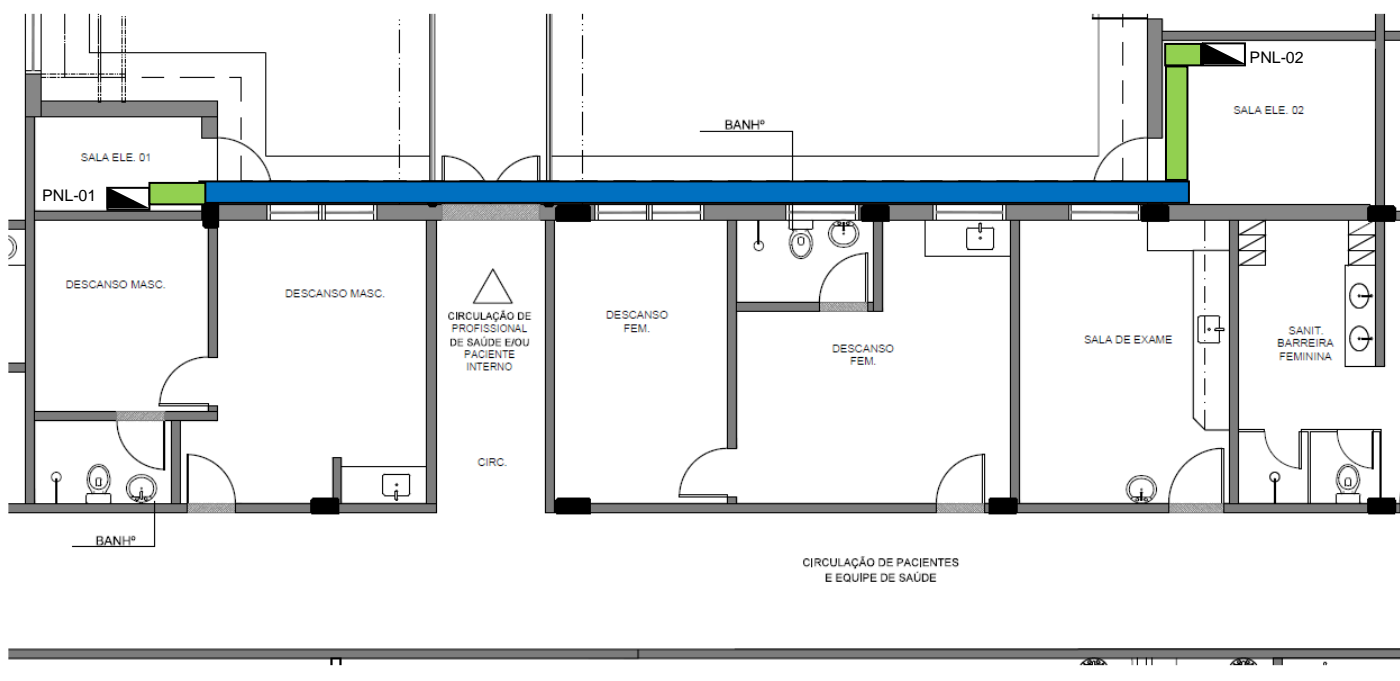 PNL-02
SALA ELE. 02
BANHº
SALA ELE. 01
PNL-01
DESCANSO MASC.
DESCANSO MASC.
CIRCULAÇÃO DE
PROFISSIONAL
DE SAÚDE E/OU
PACIENTE
INTERNO
DESCANSO
FEM.
DESCANSO
FEM.
SALA DE EXAME
SANIT.
BARREIRA
FEMININA
CIRC.
BANHº
CIRCULAÇÃO DE PACIENTES
E EQUIPE DE SAÚDE